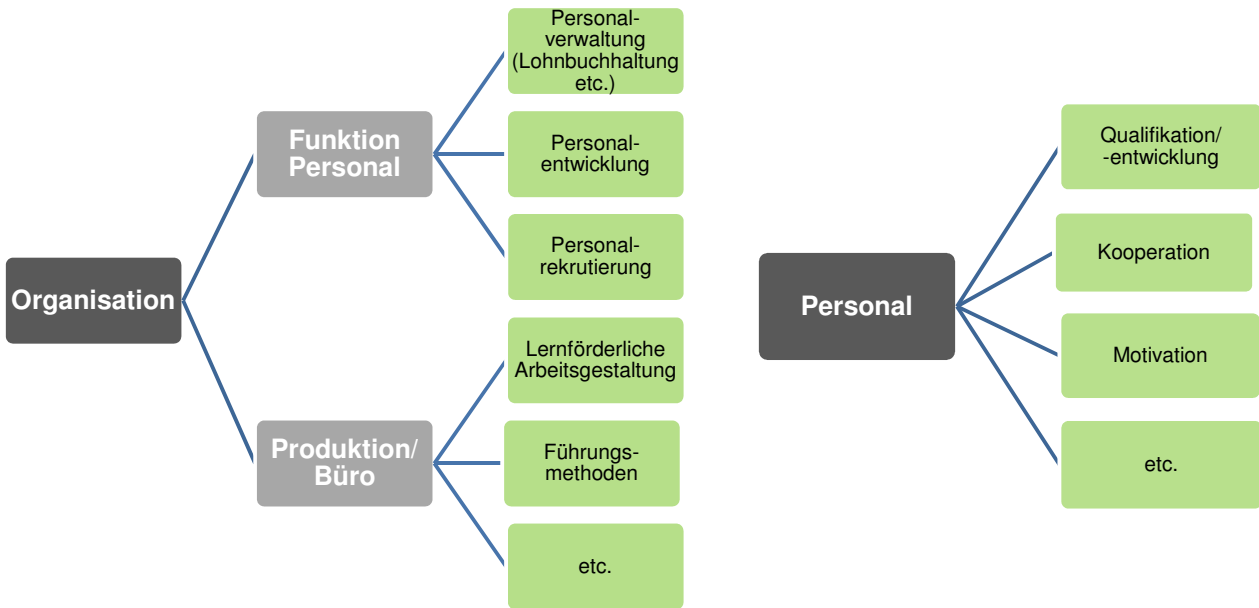 Organisation
Funktion
Personal
Personal-
verwaltung
(Lohnbuchhaltung
etc.)
Personal-
entwicklung
Personal-
rekrutierung
Produktion/
Büro
Lernförderliche
Arbeitsgestaltung
Führungs-
methoden
etc.
Personal
Qualifikation/
-entwicklung
Kooperation
Motivation
etc.